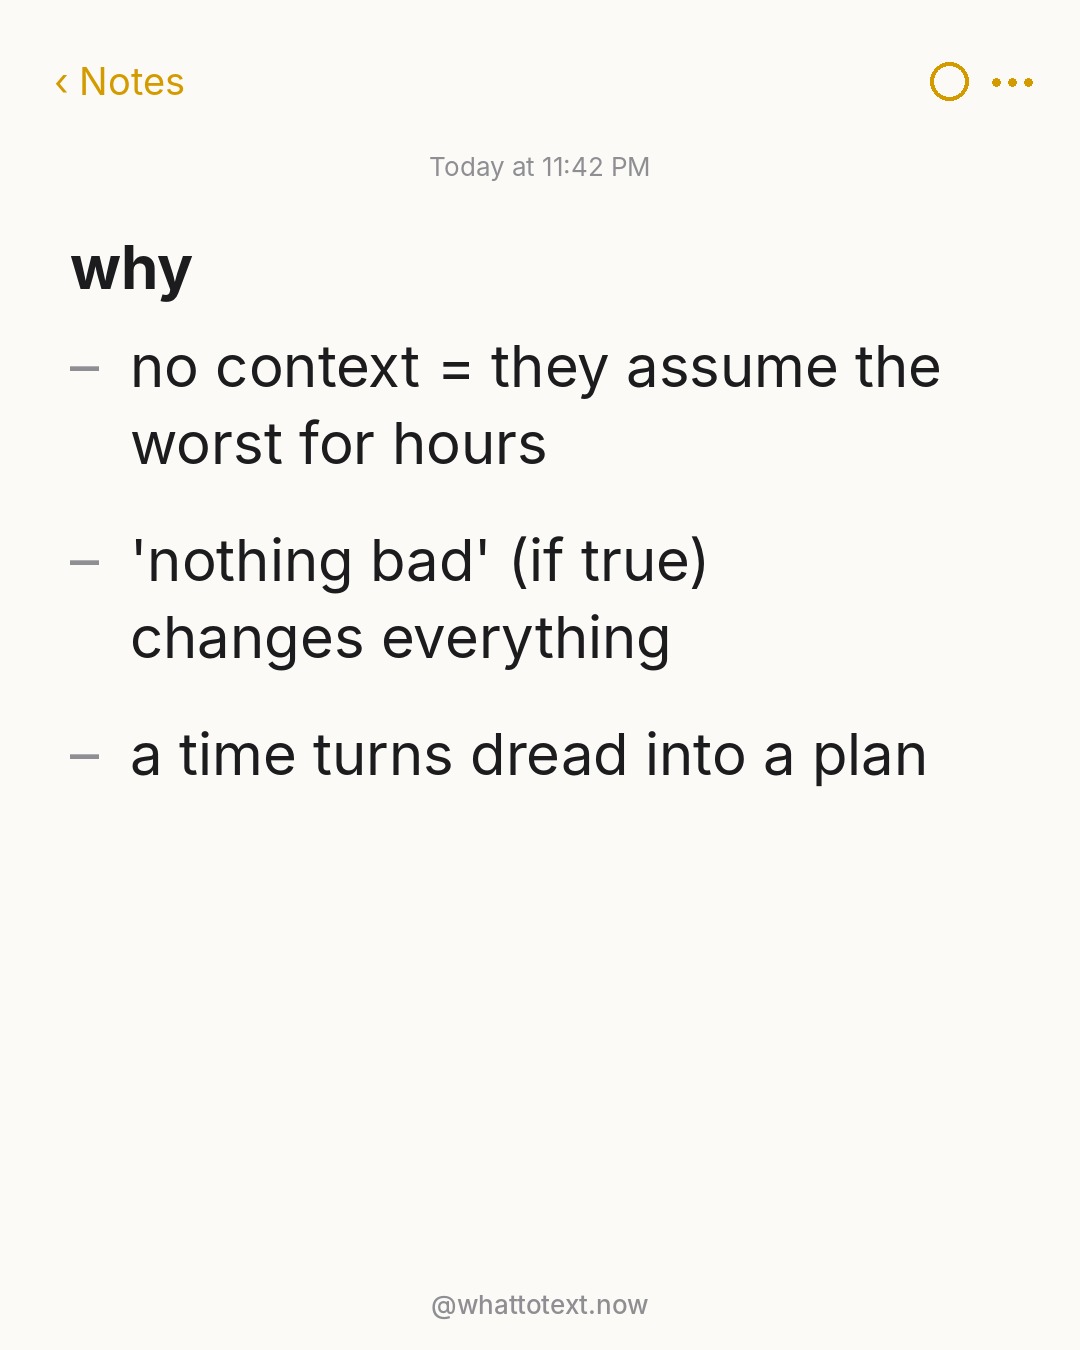 ‹ Notes
Today at 11:42 PM
why
– no context = they assume the
worst for hours
– 'nothing bad' (if true)
changes everything
– a time turns dread into a plan
@whattotext.now